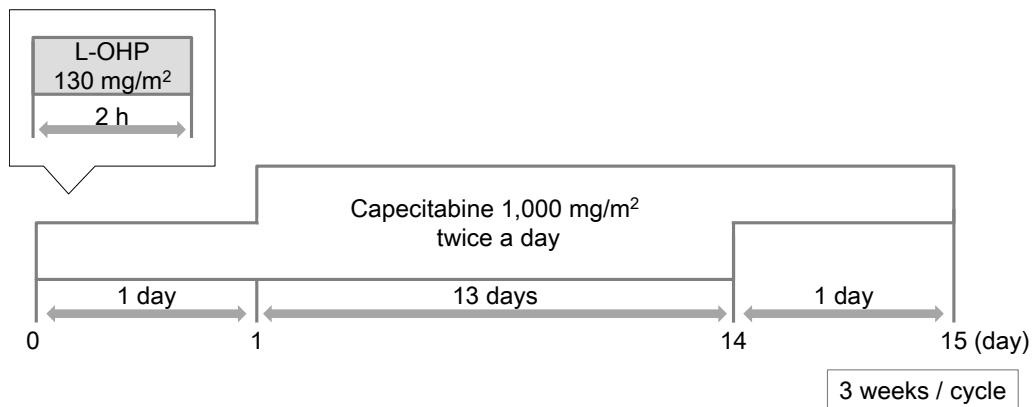 L-OHP
130 mg/m²
2 h
Capecitabine 1,000 mg/m²
twice a day
1 day
13 days
1 day
0
1
14
15 (day)
3 weeks / cycle